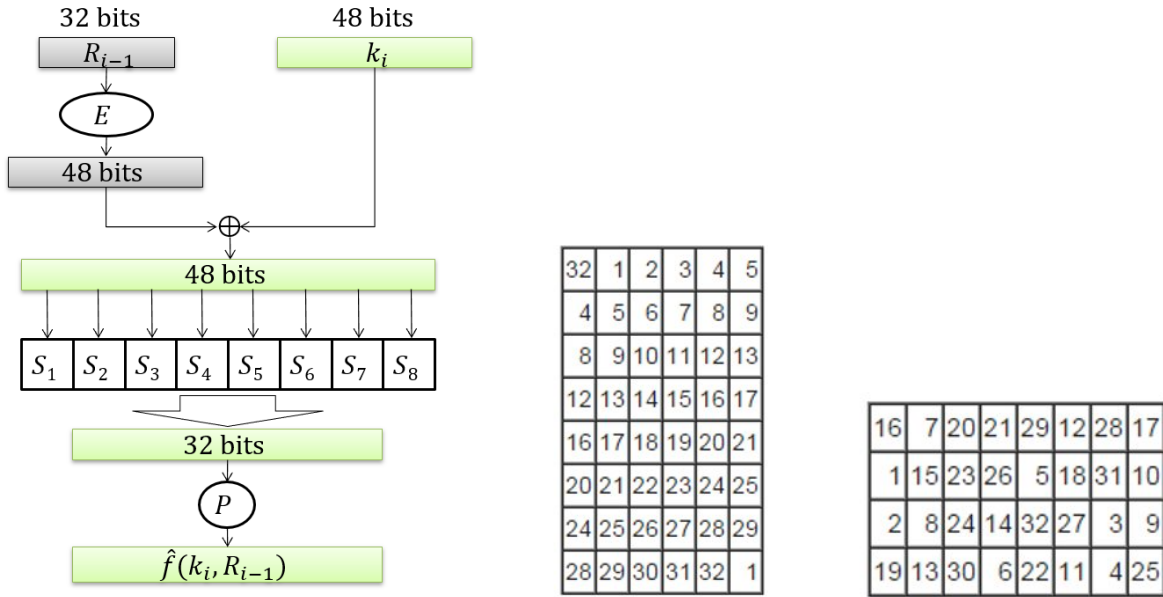 32 bits 48 bits
R_{i−1} k_i
E
48 bits
⊕
48 bits
S_1 S_2 S_3 S_4 S_5 S_6 S_7 S_8
32 bits
P
f̂(k_i, R_{i−1})
32 1 2 3 4 5
4 5 6 7 8 9
8 9 10 11 12 13
12 13 14 15 16 17
16 17 18 19 20 21
20 21 22 23 24 25
24 25 26 27 28 29
28 29 30 31 32 1
16 7 20 21 29 12 28 17
1 15 23 26 5 18 31 10
2 8 24 14 32 27 3 9
19 13 30 6 22 11 4 25